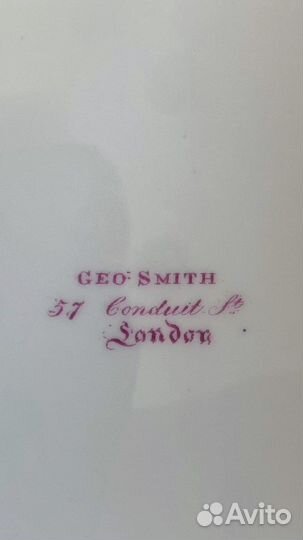 GEO: SMITH
57 Conduit St
London
Avito